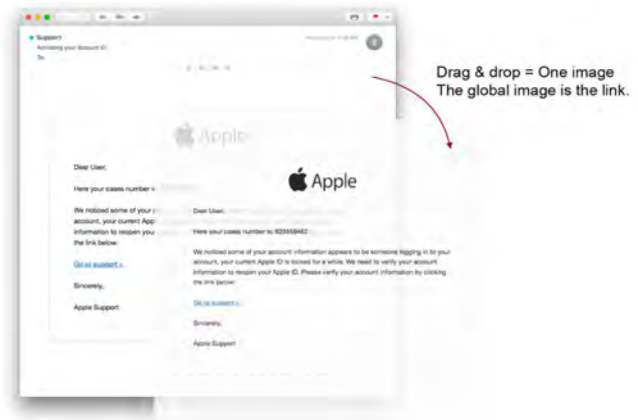 Support
Activating your Account ID
To:
Drag & drop = One image
The global image is the link.
Apple
Dear User,
Here your cases number
We noticed some of your
account, your current App
information to reopen you
the link below
Go to support >
Sincerely,
Apple Support
Apple
Dear User,
Here your cases number is:
We noticed some of your account information appears to be someone logging in to your
account, your current Apple ID is locked for a while. We need to verify your account
information to reopen your Apple ID. Please verify your account information by clicking
the link below:
Go to support >
Sincerely,
Apple Support